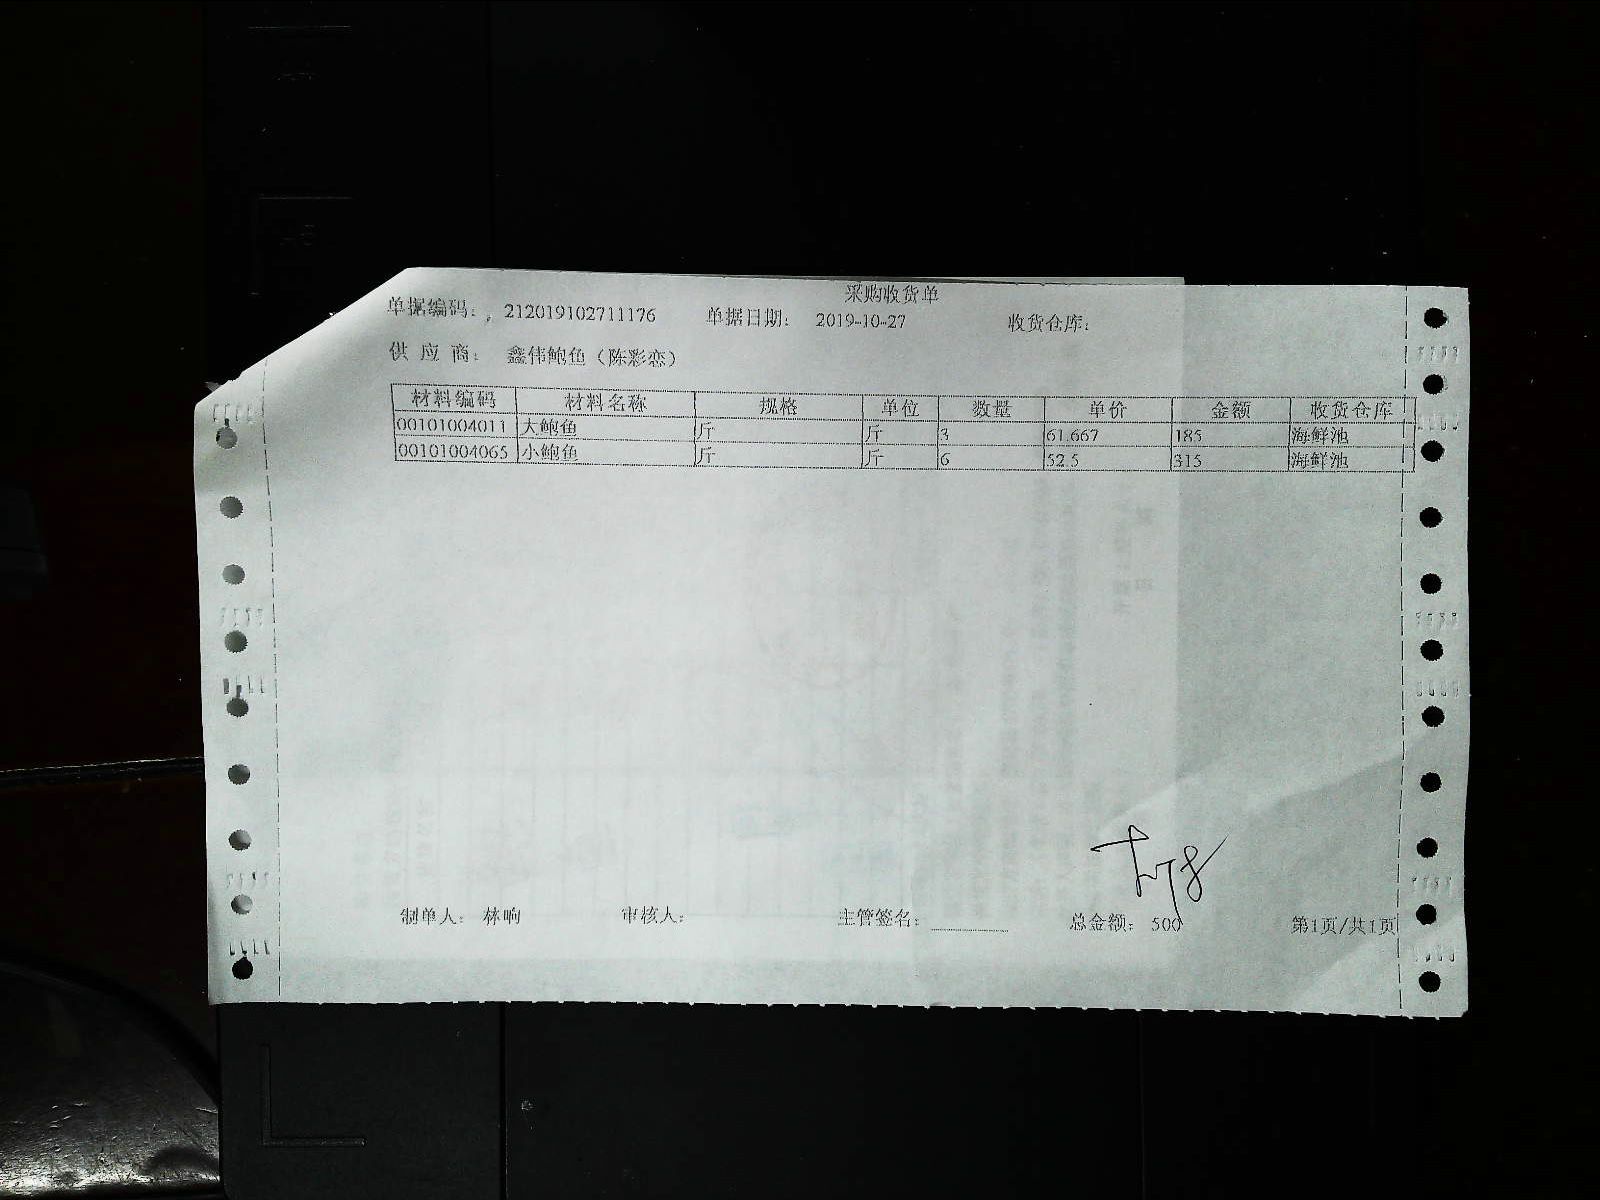 采购收货单
单据编码： 212019102711176 单据日期： 2019-10-27 收货仓库：
供 应 商： 鑫伟鲍鱼（陈彩恋）
材料编码 材料名称 规格 单位 数量 单价 金额 收货仓库
00101004011 大鲍鱼 斤 斤 3 61.667 185 海鲜池
00101004065 小鲍鱼 斤 斤 6 52.5 315 海鲜池
制单人： 林响 审核人： 主管签名： 总金额： 500 第1页/共1页